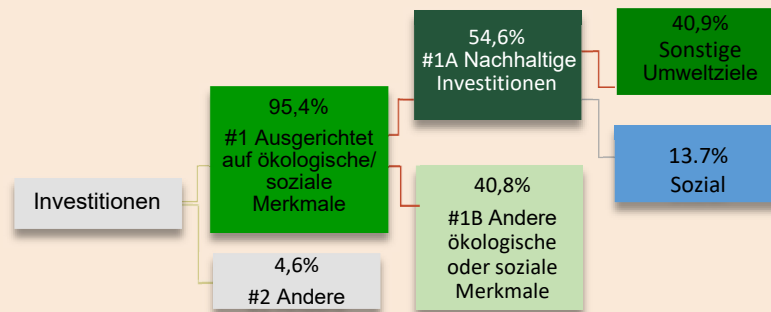 Investitionen
95,4%
#1 Ausgerichtet
auf ökologische/
soziale
Merkmale
4,6%
#2 Andere
54,6%
#1A Nachhaltige
Investitionen
40,8%
#1B Andere
ökologische
oder soziale
Merkmale
40,9%
Sonstige
Umweltziele
13.7%
Sozial